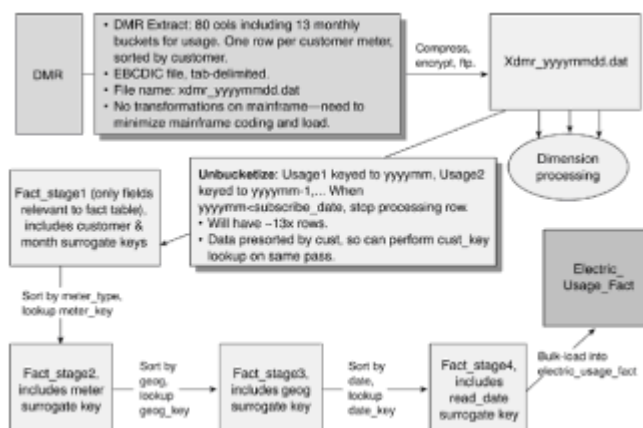 DMR
• DMR Extract: 80 cols including 13 monthly
buckets for usage. One row per customer meter,
sorted by customer.
• EBCDIC file, tab-delimited.
• File name: xdmr_yyyymmdd.dat
• No transformations on mainframe—need to
minimize mainframe coding and load.
Compress,
encrypt, ftp.
Xdmr_yyyymmdd.dat
Dimension
processing
Unbucketize: Usage1 keyed to yyyymm, Usage2
keyed to yyyymm-1,... When
yyyymm<subscribe_date, stop processing row.
• Will have ~13x rows.
• Data presorted by cust, so can perform cust_key
lookup on same pass.
Fact_stage1 (only fields
relevant to fact table),
includes customer &
month surrogate keys
Sort by meter_type,
lookup meter_key
Fact_stage2,
includes meter
surrogate key
Sort by
geog,
lookup
geog_key
Fact_stage3,
includes geog
surrogate key
Sort by
date,
lookup
date_key
Fact_stage4,
includes
read_date
surrogate key
Bulk-load into
electric_usage_fact
Electric_
Usage_Fact